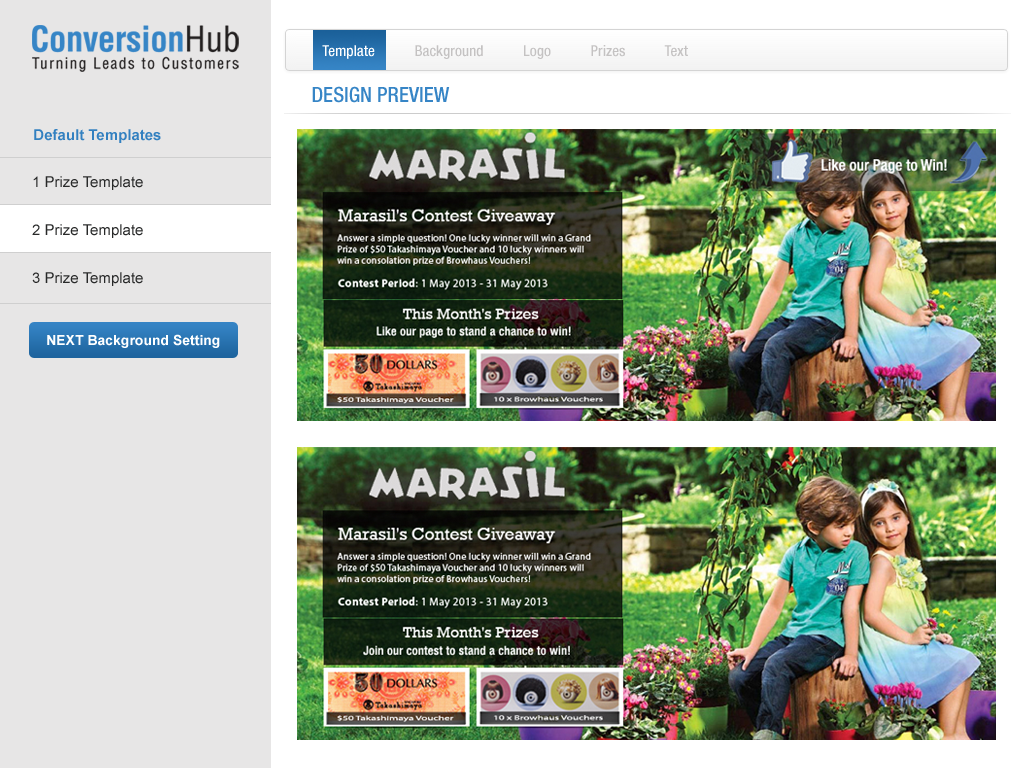 ConversionHub
Turning Leads to Customers
Default Templates
1 Prize Template
2 Prize Template
3 Prize Template
NEXT Background Setting
Template
Background
Logo
Prizes
Text
DESIGN PREVIEW
MARASiL
Like our Page to Win!
Marasil's Contest Giveaway
Answer a simple question! One lucky winner will win a Grand
Prize of $50 Takashimaya Voucher and 10 lucky winners will
win a consolation prize of Browhaus Vouchers!
Contest Period: 1 May 2013 - 31 May 2013
This Month's Prizes
Like our page to stand a chance to win!
50 DOLLARS
Takashimaya
$50 Takashimaya Voucher
10 x Browhaus Vouchers
MARASiL
Marasil's Contest Giveaway
Answer a simple question! One lucky winner will win a Grand
Prize of $50 Takashimaya Voucher and 10 lucky winners will
win a consolation prize of Browhaus Vouchers!
Contest Period: 1 May 2013 - 31 May 2013
This Month's Prizes
Join our contest to stand a chance to win!
50 DOLLARS
Takashimaya
$50 Takashimaya Voucher
10 x Browhaus Vouchers